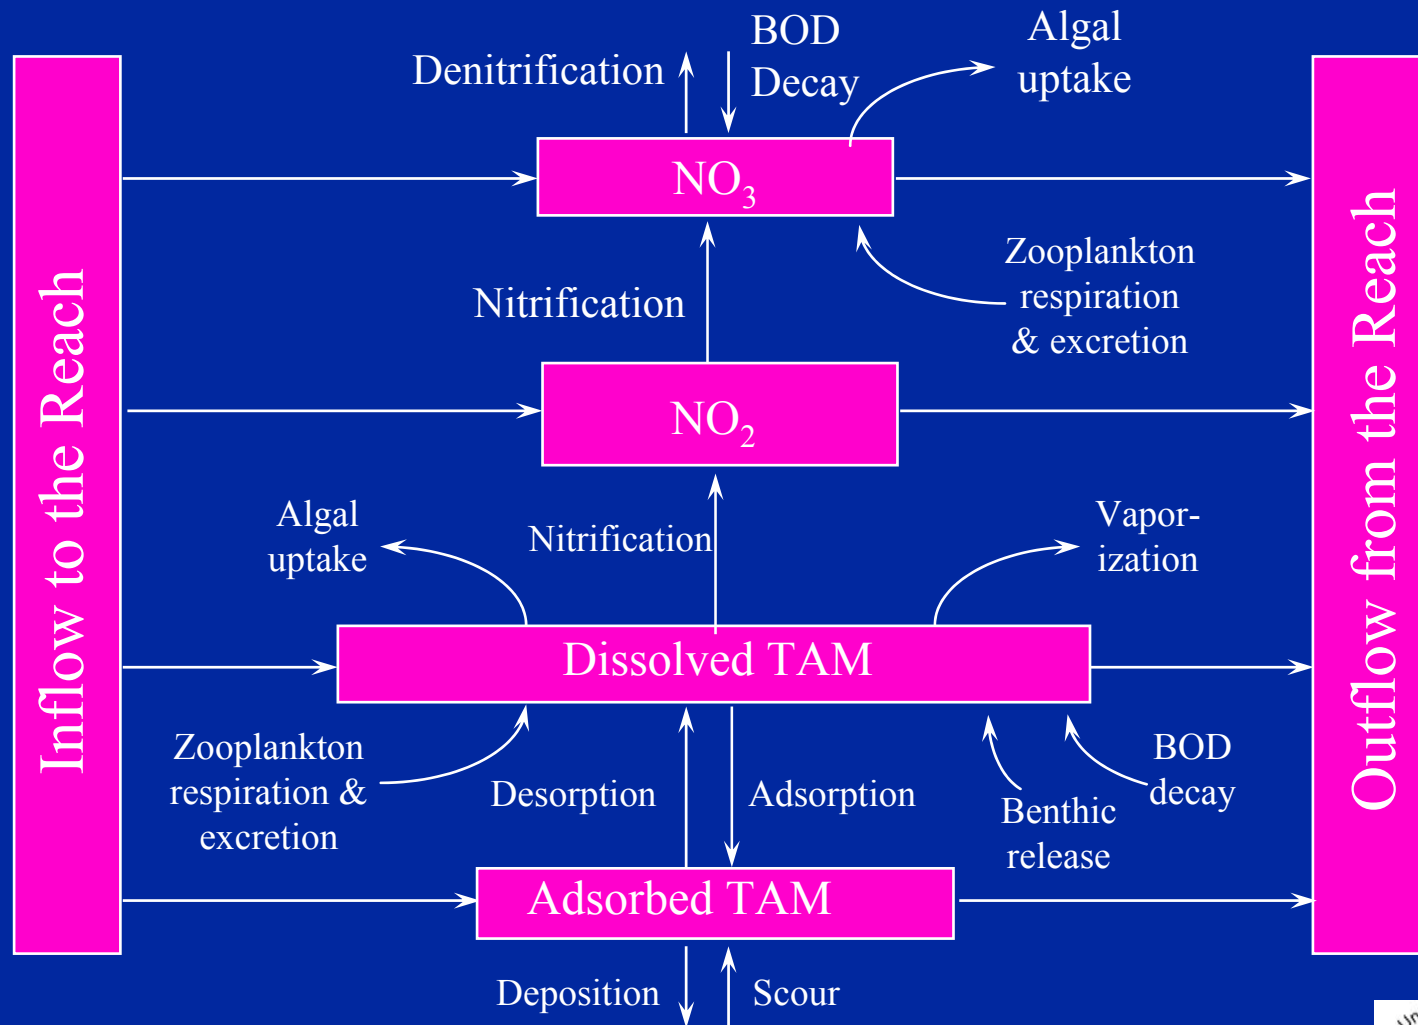 Denitrification
BOD
Decay
Algal
uptake
NO3
Inflow to the Reach
Outflow from the Reach
Nitrification
Zooplankton
respiration
& excretion
NO2
Algal
uptake
Nitrification
Vapor-
ization
Dissolved TAM
Zooplankton
respiration &
excretion
Desorption
Adsorption
Benthic
release
BOD
decay
Adsorbed TAM
Deposition
Scour